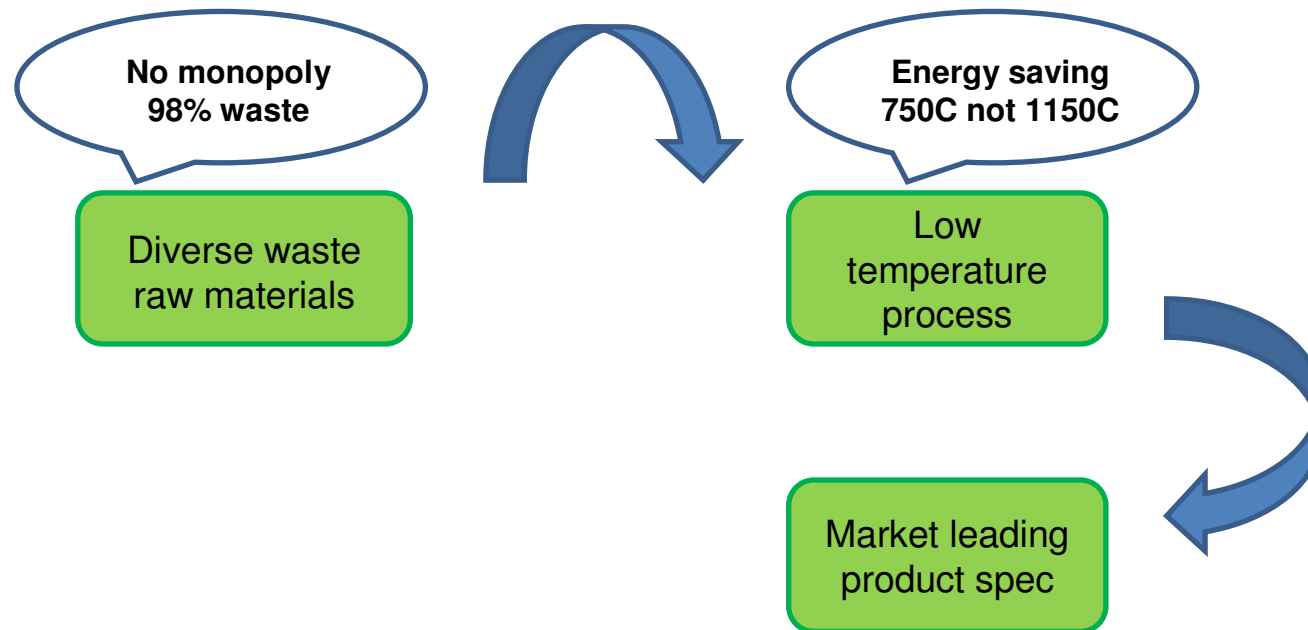 No monopoly
98% waste
Energy saving
750C not 1150C
Diverse waste
raw materials
Low
temperature
process
Market leading
product spec